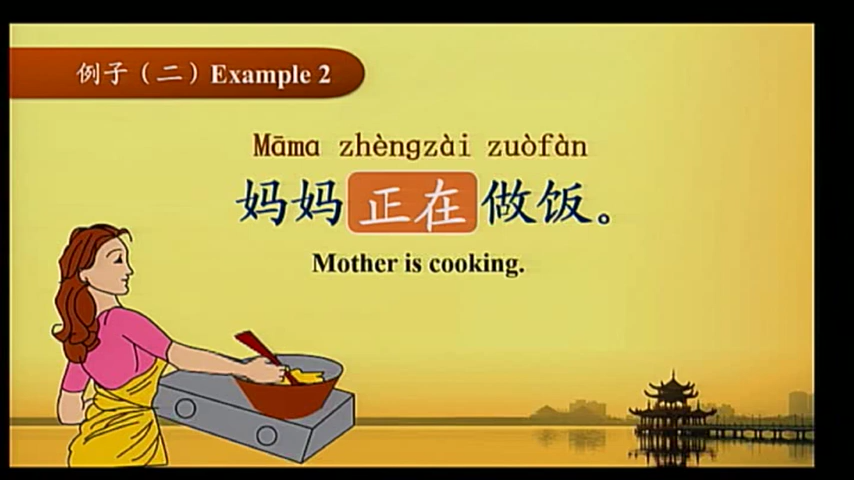 例子（二）Example 2
Māma zhèngzài zuòfàn
妈妈正在做饭。
Mother is cooking.